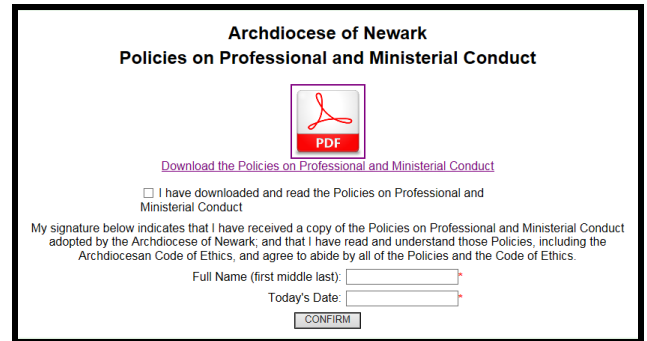 Archdiocese of Newark
Policies on Professional and Ministerial Conduct
PDF
Download the Policies on Professional and Ministerial Conduct
I have downloaded and read the Policies on Professional and
Ministerial Conduct
My signature below indicates that I have received a copy of the Policies on Professional and Ministerial Conduct
adopted by the Archdiocese of Newark; and that I have read and understand those Policies, including the
Archdiocesan Code of Ethics, and agree to abide by all of the Policies and the Code of Ethics.
Full Name (first middle last): *
Today's Date: *
CONFIRM